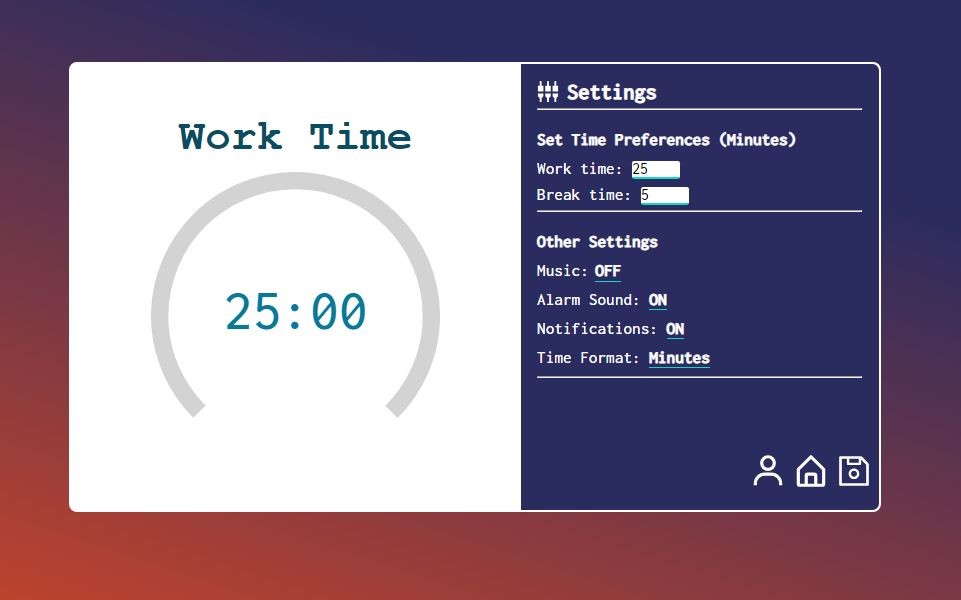 Work Time
25:00
Settings
Set Time Preferences (Minutes)
Work time: 25
Break time: 5
Other Settings
Music: OFF
Alarm Sound: ON
Notifications: ON
Time Format: Minutes